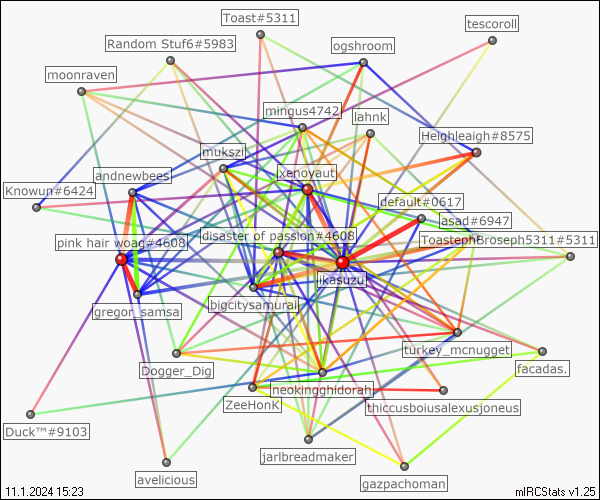 Toast#5311
tescoroll
Random Stuf6#5983
ogshroom
moonraven
mingus4742
lahnk
Heighleaigh#8575
mukszi
xenoyaut
andnewbees
Knowun#6424
default#0617
asad#6947
disaster of passion#4608
ToastephBroseph5311#5311
pink hair woag#4608
ikasuzu
bigcitysamurai
gregor_samsa
turkey_mcnugget
Dogger_Dig
facadas.
neokingghidorah
ZeeHonK
thiccusboiusalexusjoneus
Duck™#9103
jarlbreadmaker
avelicious
gazpachoman
11.1.2024 15:23
mIRCStats v1.25